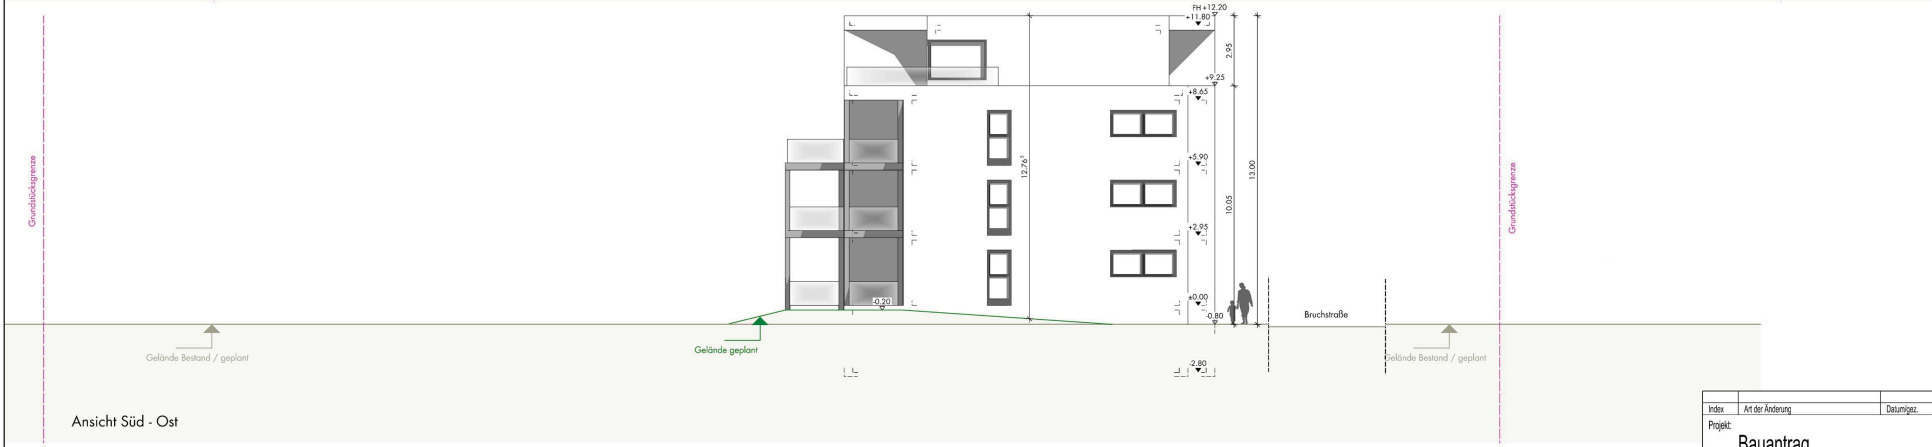 FH +12.20
+11.80
2.95
+9.25
+8.65
Grundstücksgrenze
12.76⁵
+5.90
13.00
Grundstücksgrenze
10.05
+2.95
-0.20
±0.00
-0.80
Bruchstraße
Gelände Bestand / geplant
Gelände geplant
Gelände Bestand / geplant
-2.80
Ansicht Süd - Ost
Index Art der Änderung Datum/gez.
Projekt:
Bauantrag